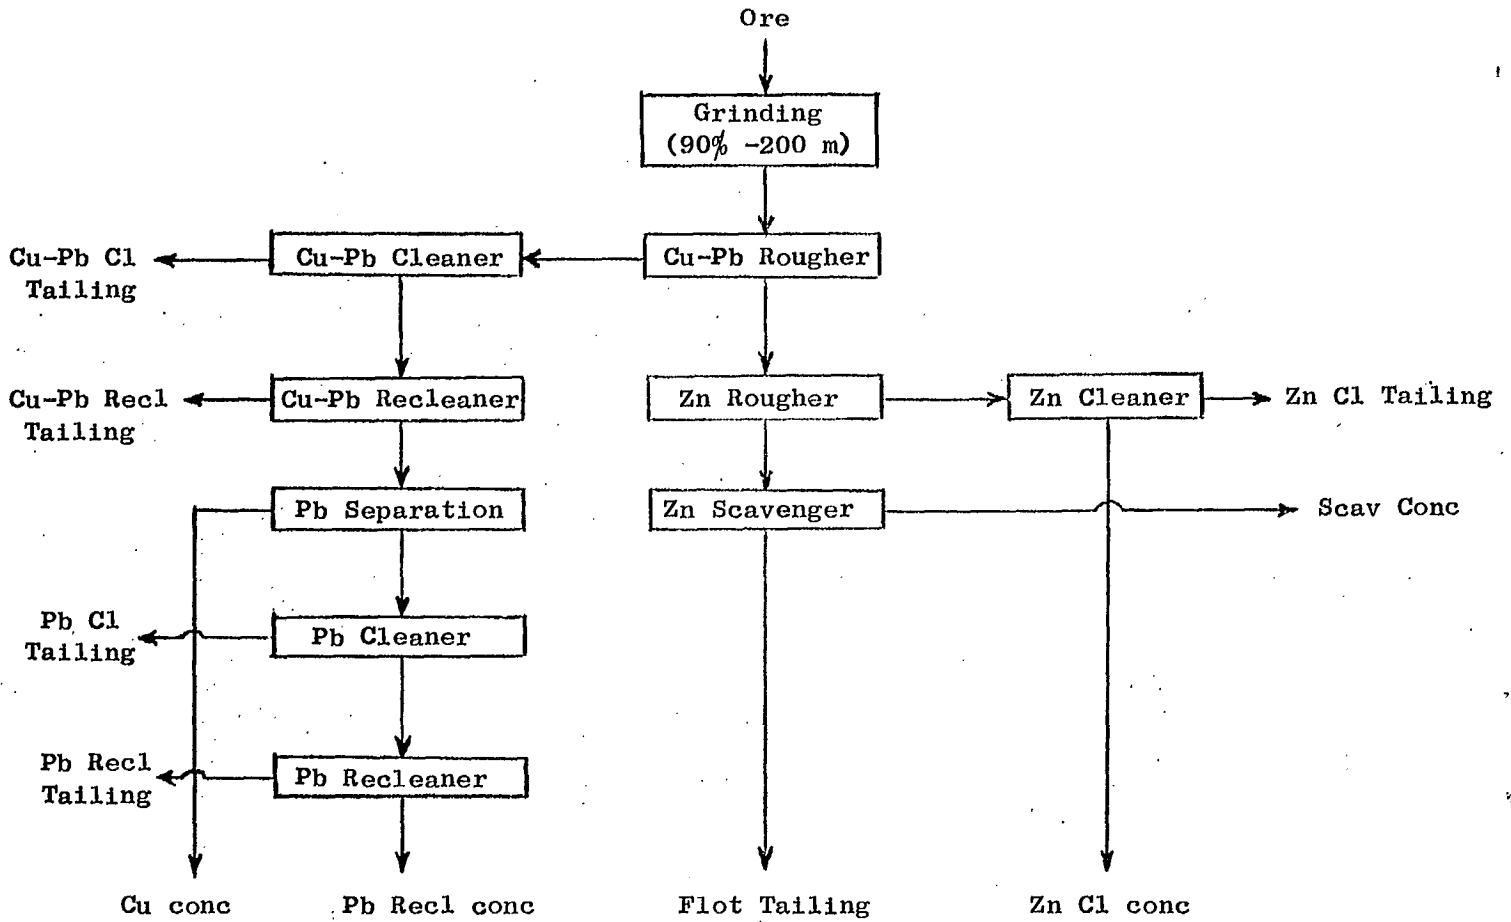 Ore
Grinding
(90% -200 m)
Cu-Pb Cl
Tailing
Cu-Pb Cleaner
Cu-Pb Rougher
Cu-Pb Recl
Tailing
Cu-Pb Recleaner
Zn Rougher
Zn Cleaner
Zn Cl Tailing
Pb Separation
Zn Scavenger
Scav Conc
Pb Cl
Tailing
Pb Cleaner
Pb Recl
Tailing
Pb Recleaner
Cu conc
Pb Recl conc
Flot Tailing
Zn Cl conc